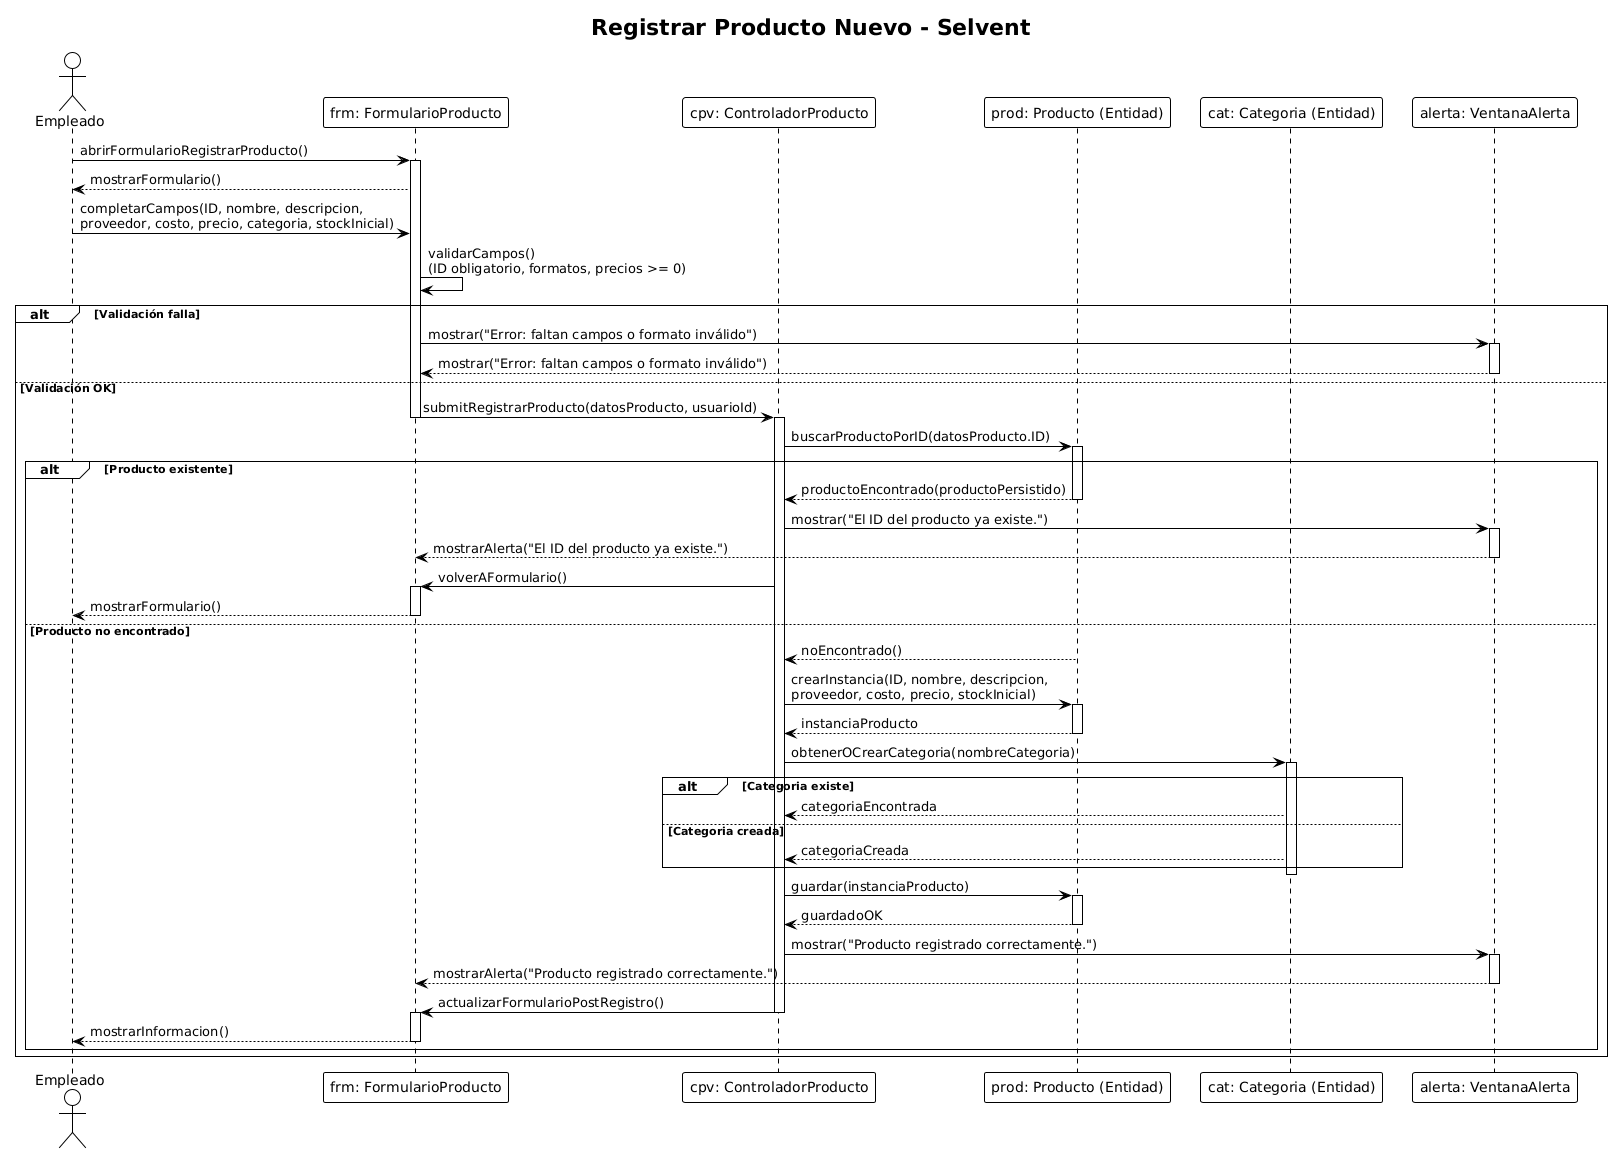 Registrar Producto Nuevo - Selvent
Empleado
frm: FormularioProducto
cpv: ControladorProducto
prod: Producto (Entidad)
cat: Categoria (Entidad)
alerta: VentanaAlerta
abrirFormularioRegistrarProducto()
mostrarFormulario()
completarCampos(ID, nombre, descripcion,
proveedor, costo, precio, categoria, stockInicial)
validarCampos()
(ID obligatorio, formatos, precios >= 0)
alt [Validación falla]
mostrar("Error: faltan campos o formato inválido")
mostrar("Error: faltan campos o formato inválido")
[Validación OK]
submitRegistrarProducto(datosProducto, usuarioId)
buscarProductoPorID(datosProducto.ID)
alt [Producto existente]
productoEncontrado(productoPersistido)
mostrar("El ID del producto ya existe.")
mostrarAlerta("El ID del producto ya existe.")
volverAFormulario()
mostrarFormulario()
[Producto no encontrado]
noEncontrado()
crearInstancia(ID, nombre, descripcion,
proveedor, costo, precio, stockInicial)
instanciaProducto
obtenerOCrearCategoria(nombreCategoria)
alt [Categoria existe]
categoriaEncontrada
[Categoria creada]
categoriaCreada
guardar(instanciaProducto)
guardadoOK
mostrar("Producto registrado correctamente.")
mostrarAlerta("Producto registrado correctamente.")
actualizarFormularioPostRegistro()
mostrarInformacion()
Empleado
frm: FormularioProducto
cpv: ControladorProducto
prod: Producto (Entidad)
cat: Categoria (Entidad)
alerta: VentanaAlerta